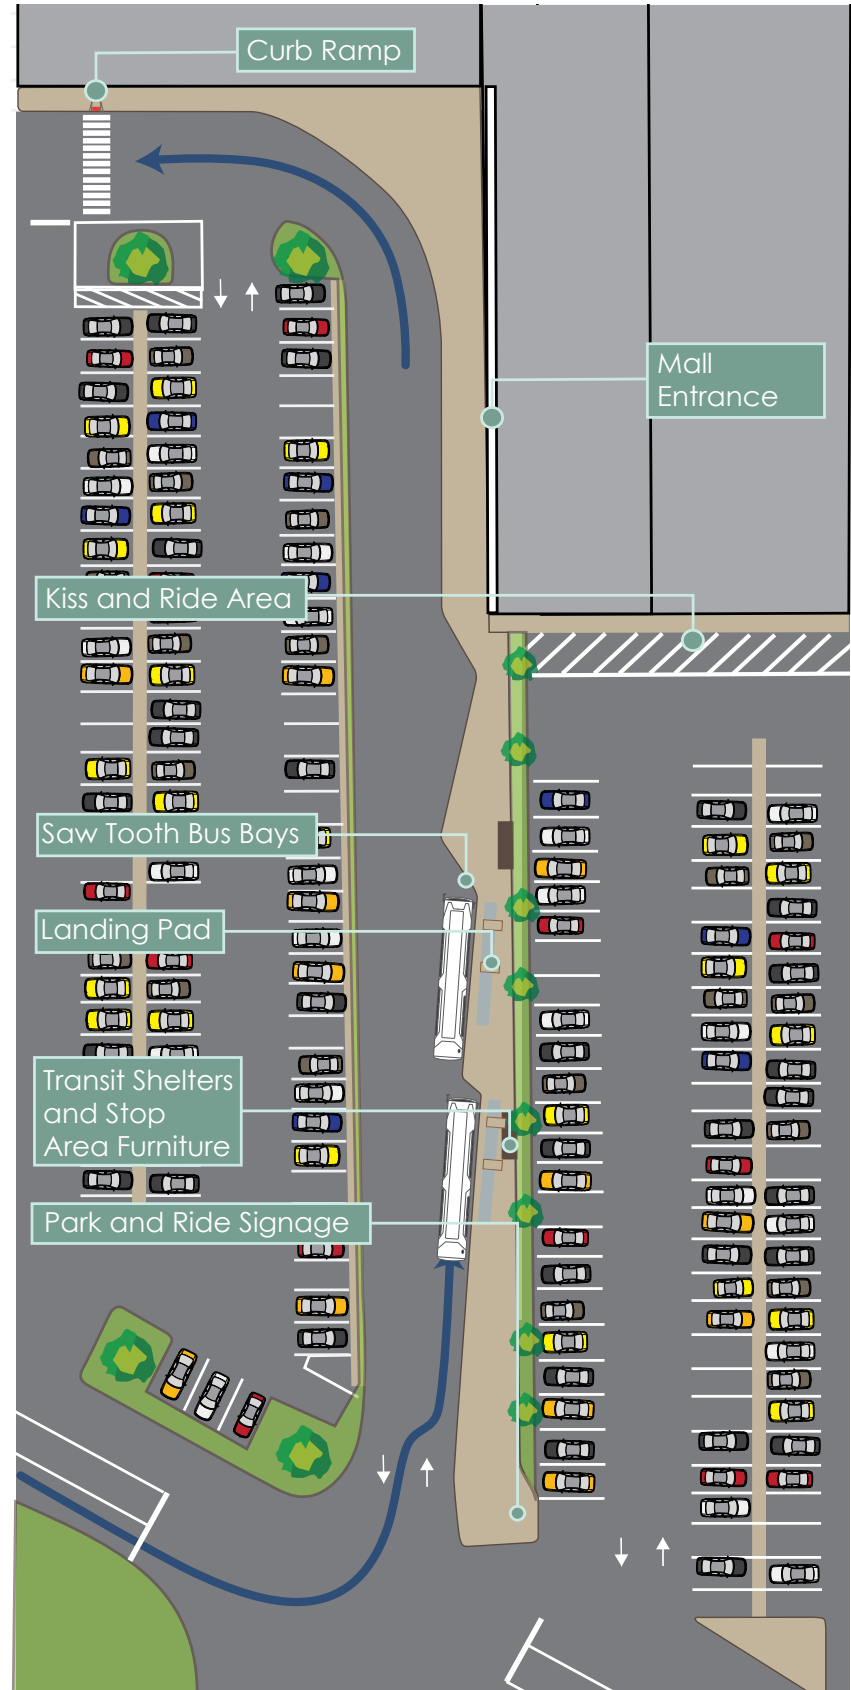 Curb Ramp
Mall
Entrance
Kiss and Ride Area
Saw Tooth Bus Bays
Landing Pad
Transit Shelters
and Stop
Area Furniture
Park and Ride Signage